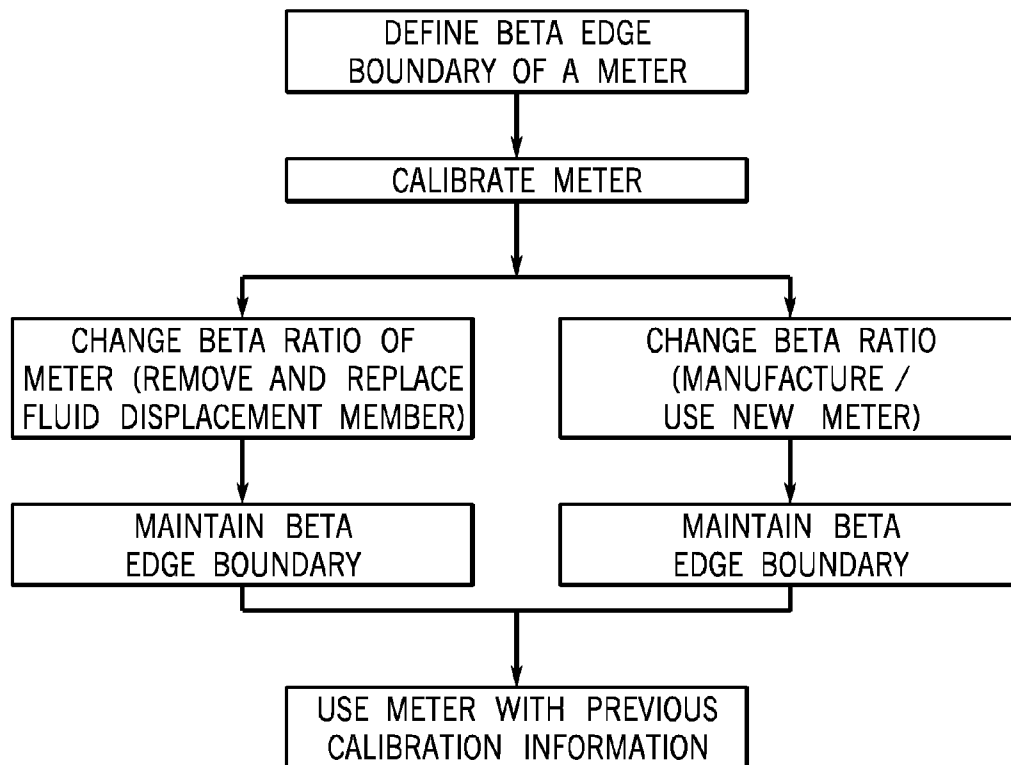 DEFINE BETA EDGE
BOUNDARY OF A METER
CALIBRATE METER
CHANGE BETA RATIO OF
METER (REMOVE AND REPLACE
FLUID DISPLACEMENT MEMBER)
CHANGE BETA RATIO
(MANUFACTURE /
USE NEW METER)
MAINTAIN BETA
EDGE BOUNDARY
MAINTAIN BETA
EDGE BOUNDARY
USE METER WITH PREVIOUS
CALIBRATION INFORMATION